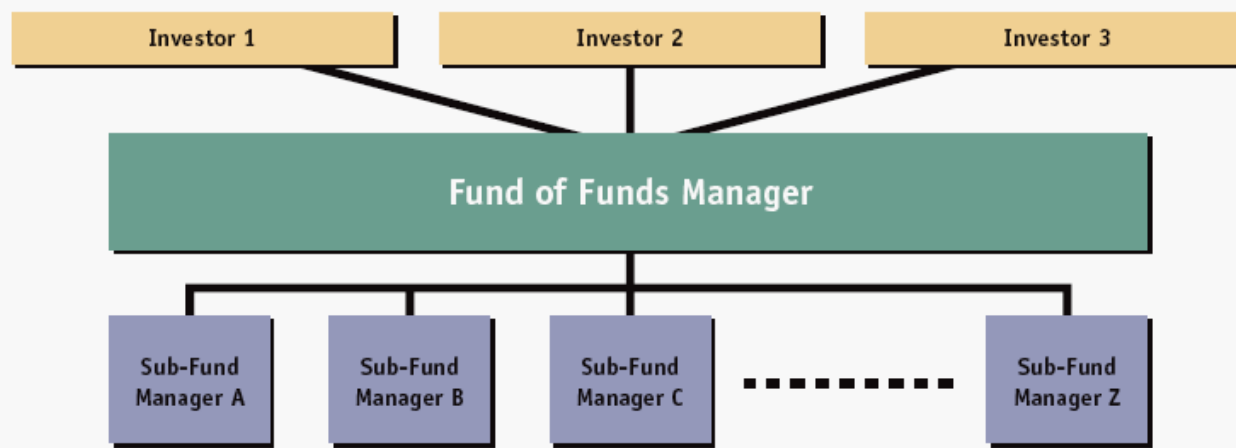 Investor 1
Investor 2
Investor 3
Fund of Funds Manager
Sub-Fund
Manager A
Sub-Fund
Manager B
Sub-Fund
Manager C
Sub-Fund
Manager Z